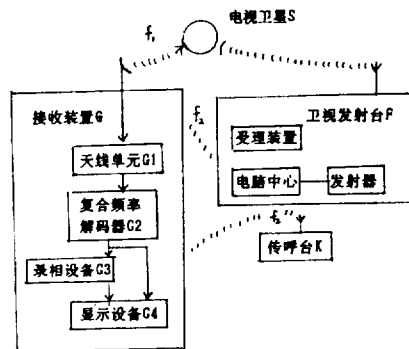 电视卫星S
f₁
接收装置G
f₂
卫视发射台F
天线单元G1
受理装置
复合频率
解码器G2
电脑中心
发射器
f₂″
传呼台K
录相设备G3
显示设备G4